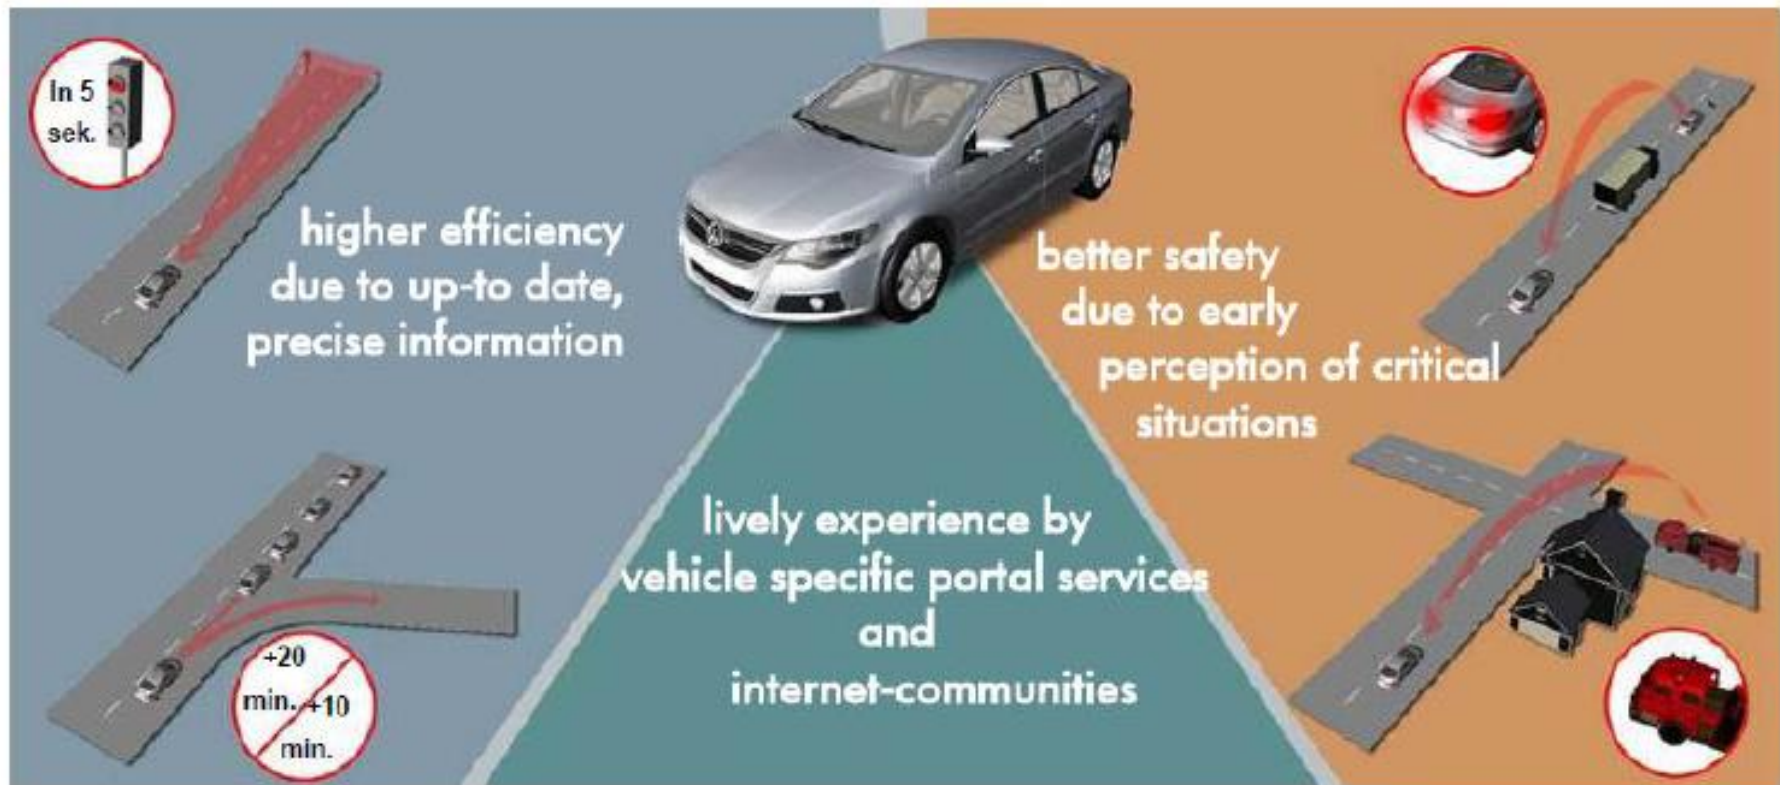 In 5
sek.
higher efficiency
due to up-to date,
precise information
better safety
due to early
perception of critical
situations
lively experience by
vehicle specific portal services
and
internet-communities
+20
min.
+10
min.